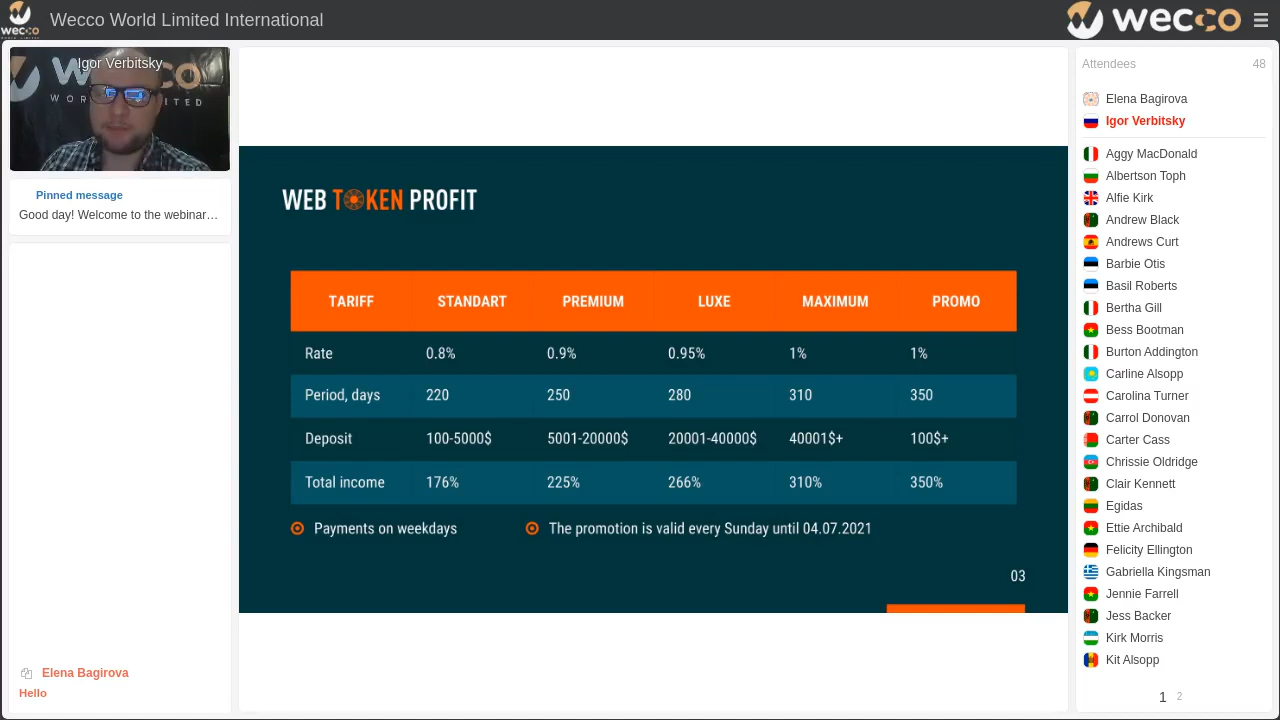 wecco
Wecco World Limited International
wecco
Igor Verbitsky
Pinned message
Good day! Welcome to the webinar…
Elena Bagirova
Hello
WEB TOKEN PROFIT
TARIFF STANDART PREMIUM LUXE MAXIMUM PROMO
Rate 0.8% 0.9% 0.95% 1% 1%
Period, days 220 250 280 310 350
Deposit 100-5000$ 5001-20000$ 20001-40000$ 40001$+ 100$+
Total income 176% 225% 266% 310% 350%
Payments on weekdays The promotion is valid every Sunday until 04.07.2021
03
Attendees 48
Elena Bagirova
Igor Verbitsky
Aggy MacDonald
Albertson Toph
Alfie Kirk
Andrew Black
Andrews Curt
Barbie Otis
Basil Roberts
Bertha Gill
Bess Bootman
Burton Addington
Carline Alsopp
Carolina Turner
Carrol Donovan
Carter Cass
Chrissie Oldridge
Clair Kennett
Egidas
Ettie Archibald
Felicity Ellington
Gabriella Kingsman
Jennie Farrell
Jess Backer
Kirk Morris
Kit Alsopp
1 2